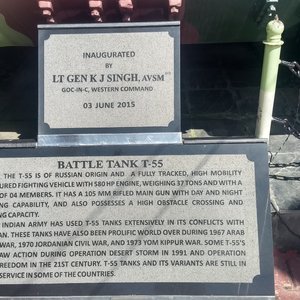 INAUGURATED
BY
LT GEN K J SINGH, AVSM**
GOC-IN-C, WESTERN COMMAND
03 JUNE 2015
BATTLE TANK T-55
THE T-55 IS OF RUSSIAN ORIGIN AND A FULLY TRACKED, HIGH MOBILITY
FIGHTING VEHICLE WITH 580 HP ENGINE, WEIGHING 37 TONS AND WITH A
OF 04 MEMBERS. IT HAS A 105 MM RIFLED MAIN GUN WITH DAY AND NIGHT
CAPABILITY, AND ALSO POSSESSES A HIGH OBSTACLE CROSSING AND
CAPACITY.
INDIAN ARMY HAS USED T-55 TANKS EXTENSIVELY IN ITS CONFLICTS WITH
THESE TANKS HAVE ALSO BEEN PROLIFIC WORLD OVER DURING 1967 ARAB
WAR, 1970 JORDANIAN CIVIL WAR, AND 1973 YOM KIPPUR WAR. SOME T-55'S
ACTION DURING OPERATION DESERT STORM IN 1991 AND OPERATION
FREEDOM IN THE 21ST CENTURY. T-55 TANKS AND ITS VARIANTS ARE STILL IN
SERVICE IN SOME OF THE COUNTRIES.